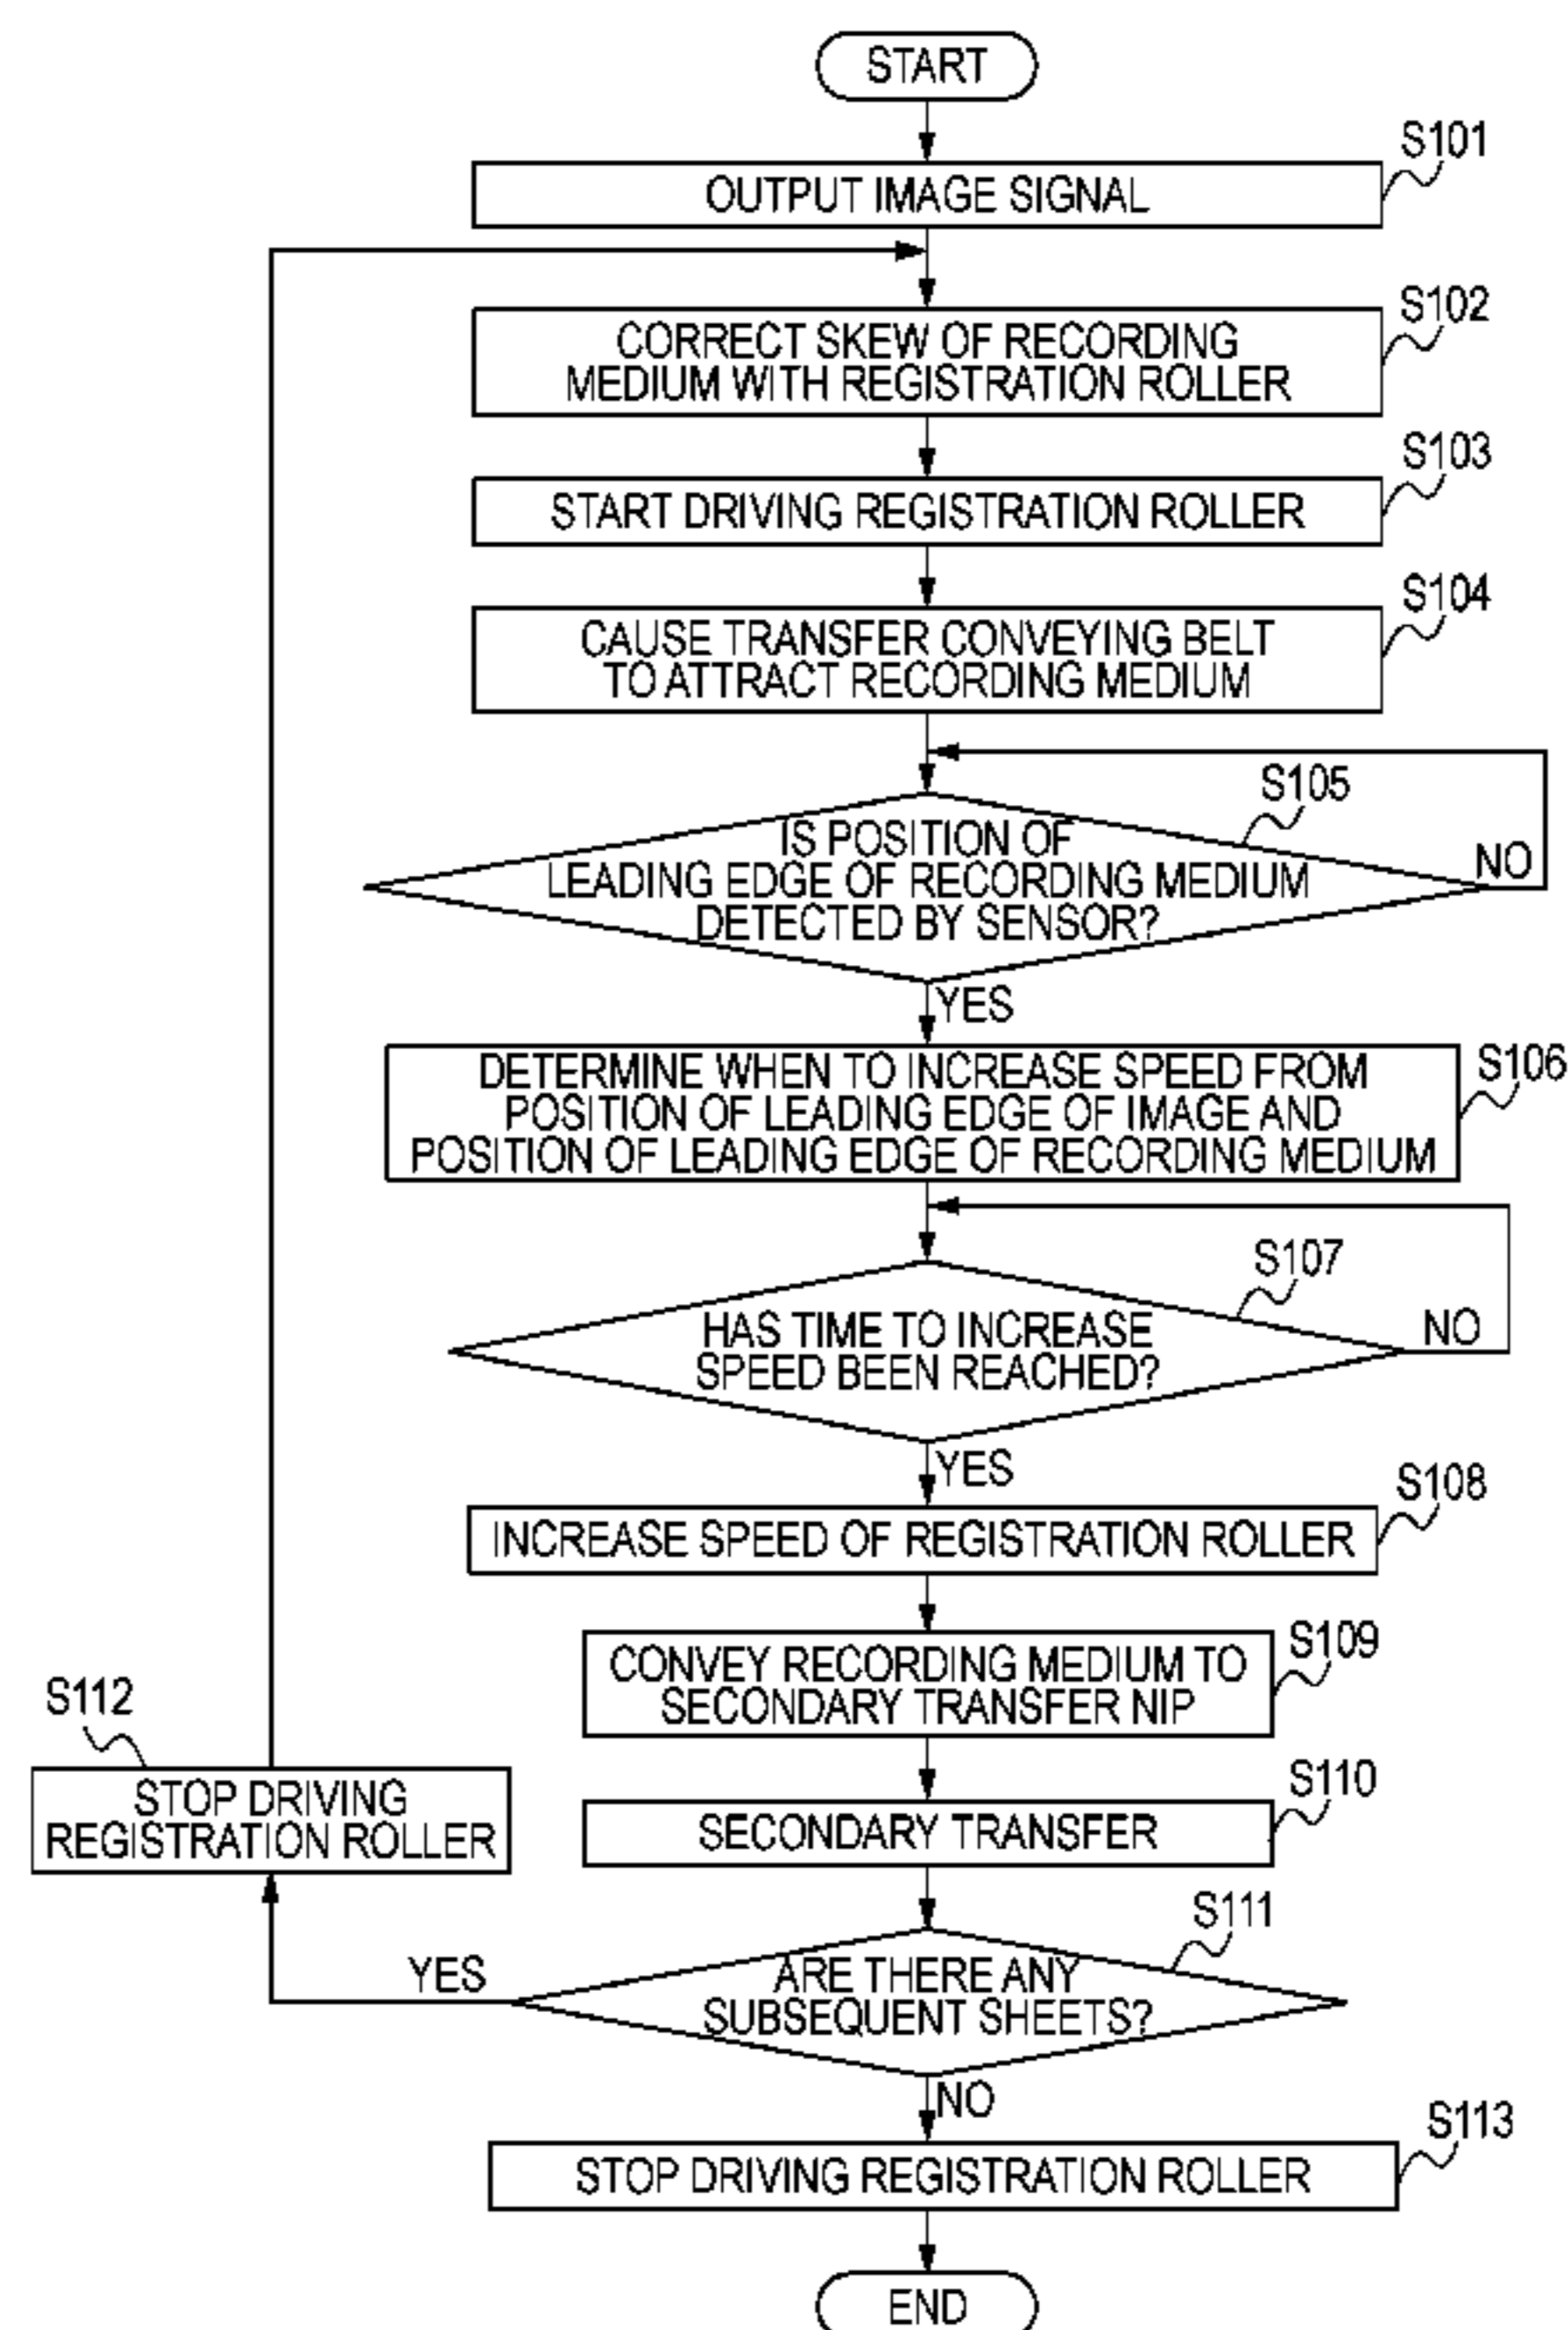 START
S101
OUTPUT IMAGE SIGNAL
S102
CORRECT SKEW OF RECORDING
MEDIUM WITH REGISTRATION ROLLER
S103
START DRIVING REGISTRATION ROLLER
S104
CAUSE TRANSFER CONVEYING BELT
TO ATTRACT RECORDING MEDIUM
S105
IS POSITION OF
LEADING EDGE OF RECORDING MEDIUM
DETECTED BY SENSOR?
NO
YES
S106
DETERMINE WHEN TO INCREASE SPEED FROM
POSITION OF LEADING EDGE OF IMAGE AND
POSITION OF LEADING EDGE OF RECORDING MEDIUM
S107
HAS TIME TO INCREASE
SPEED BEEN REACHED?
NO
YES
S108
INCREASE SPEED OF REGISTRATION ROLLER
S109
CONVEY RECORDING MEDIUM TO
SECONDARY TRANSFER NIP
S112
STOP DRIVING
REGISTRATION ROLLER
S110
SECONDARY TRANSFER
S111
ARE THERE ANY
SUBSEQUENT SHEETS?
YES
NO
S113
STOP DRIVING REGISTRATION ROLLER
END